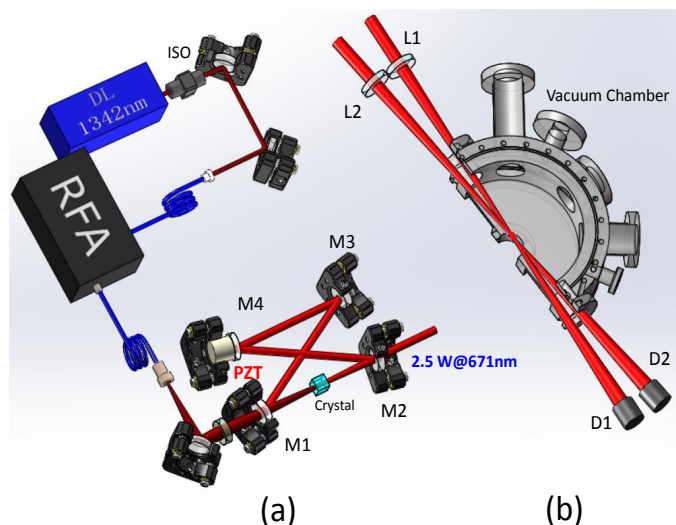 ISO
DL
1342nm
RFA
L1
L2
Vacuum Chamber
M3
M4
PZT
2.5 W@671nm
Crystal
M2
M1
D2
D1
(a)
(b)